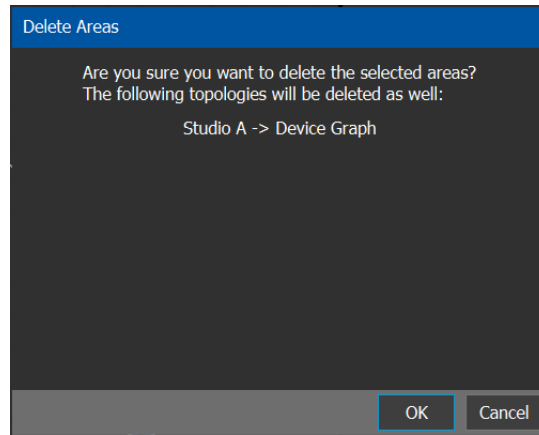 Delete Areas
Are you sure you want to delete the selected areas?
The following topologies will be deleted as well:
Studio A -> Device Graph
OK
Cancel